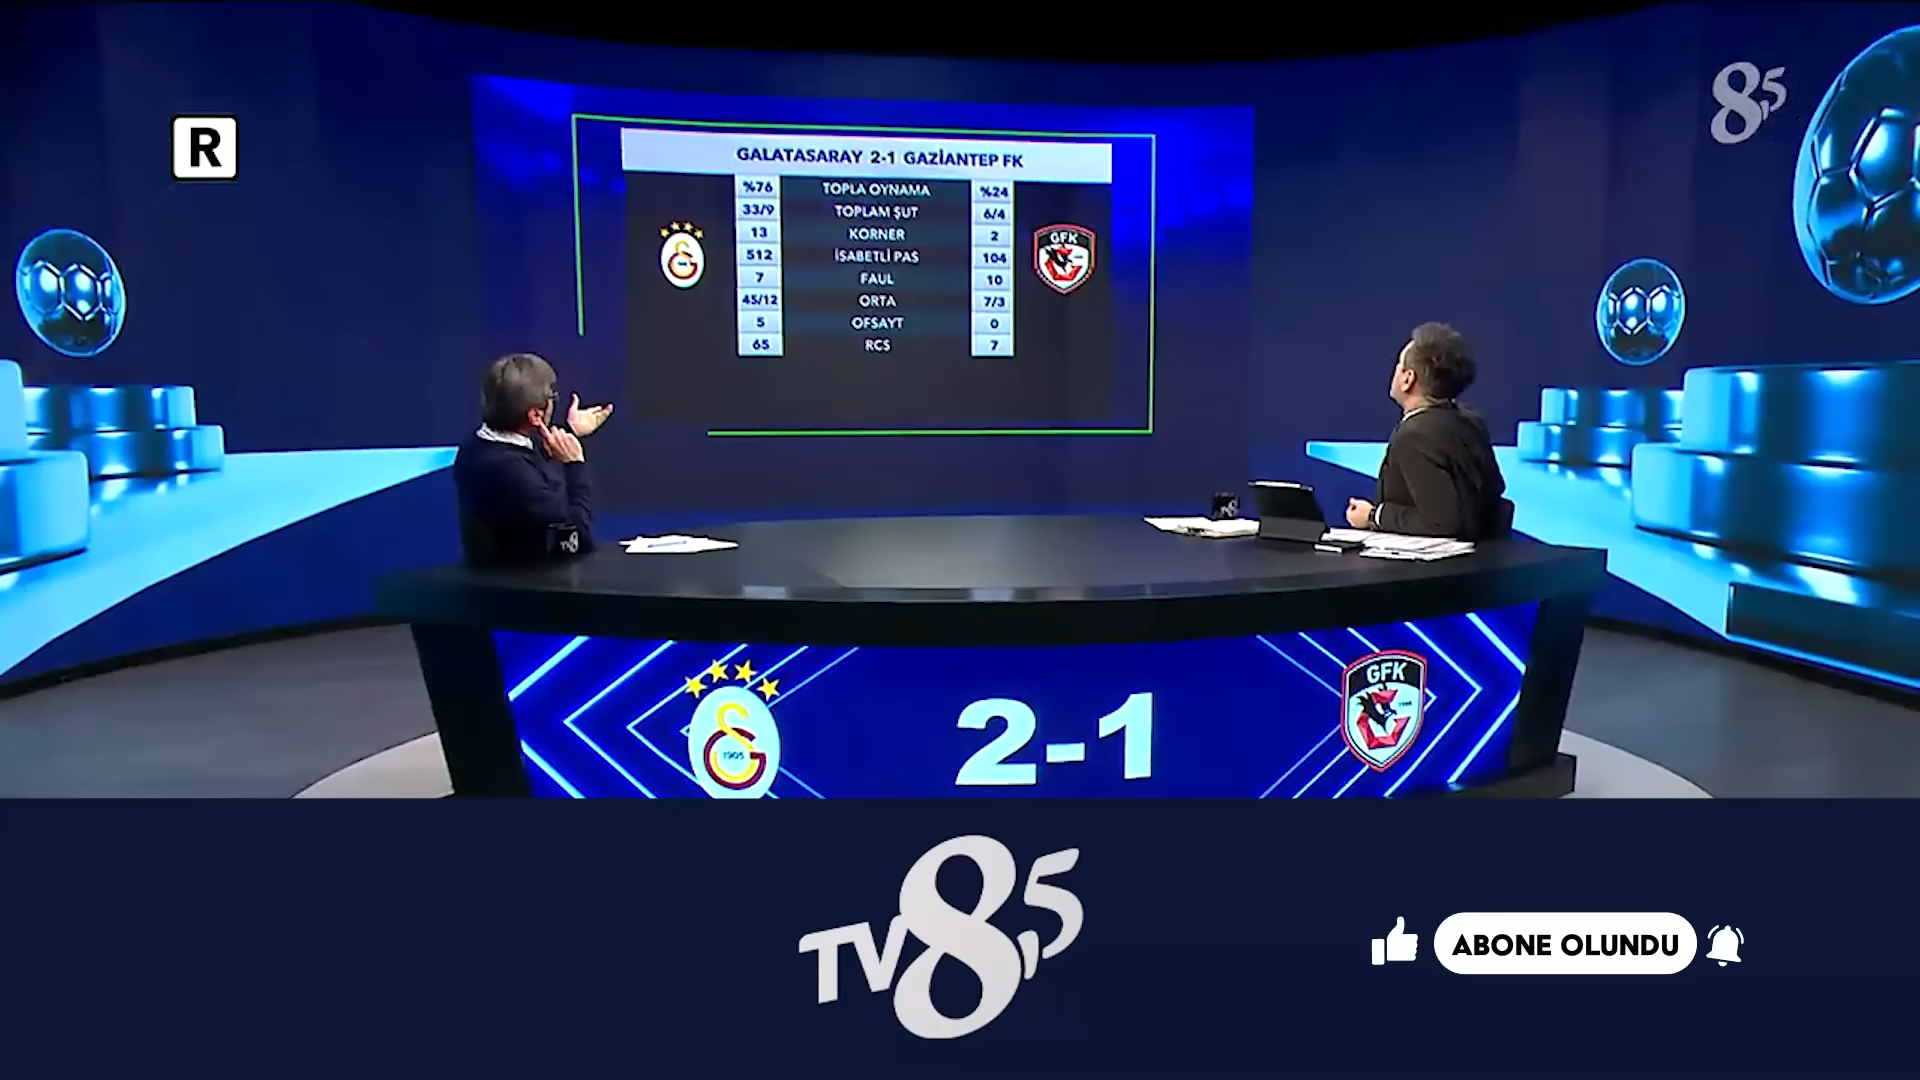 R
8,5
GALATASARAY 2-1 GAZİANTEP FK
%76 TOPLA OYNAMA %24
33/9 TOPLAM ŞUT 6/4
13 KORNER 2
512 İSABETLİ PAS 104
7 FAUL 10
45/12 ORTA 7/3
5 OFSAYT 0
65 RCS 7
GFK
TV8
1905
2-1
GFK
TV8,5
ABONE OLUNDU